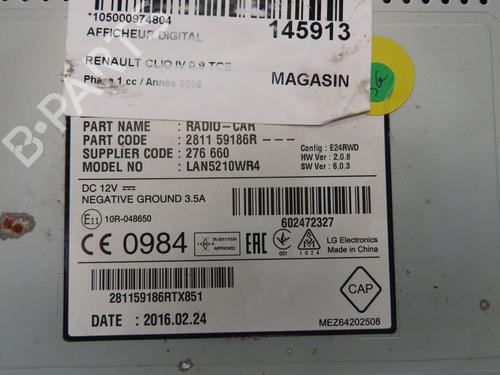 *105000974804
145913
AFFICHEUR DIGITAL
RENAULT CLIO IV 0.9 TCE
Phase 1 cc / Année 2016
MAGASIN
B-PARTS
PART NAME : RADIO-CAR
PART CODE : 2811 59186R - - -
SUPPLIER CODE : 276 660
MODEL NO : LAN5210WR4
Config : E24RWD
HW Ver : 2.0.8
SW Ver : 6.0.3
DC 12V
NEGATIVE GROUND 3.5A
E11 10R-048650
602472327
CE 0984
APPROVED
EAC
001
1024
LG Electronics
Made in China
281159186RTX851
CAP
DATE : 2016.02.24
MEZ64202508